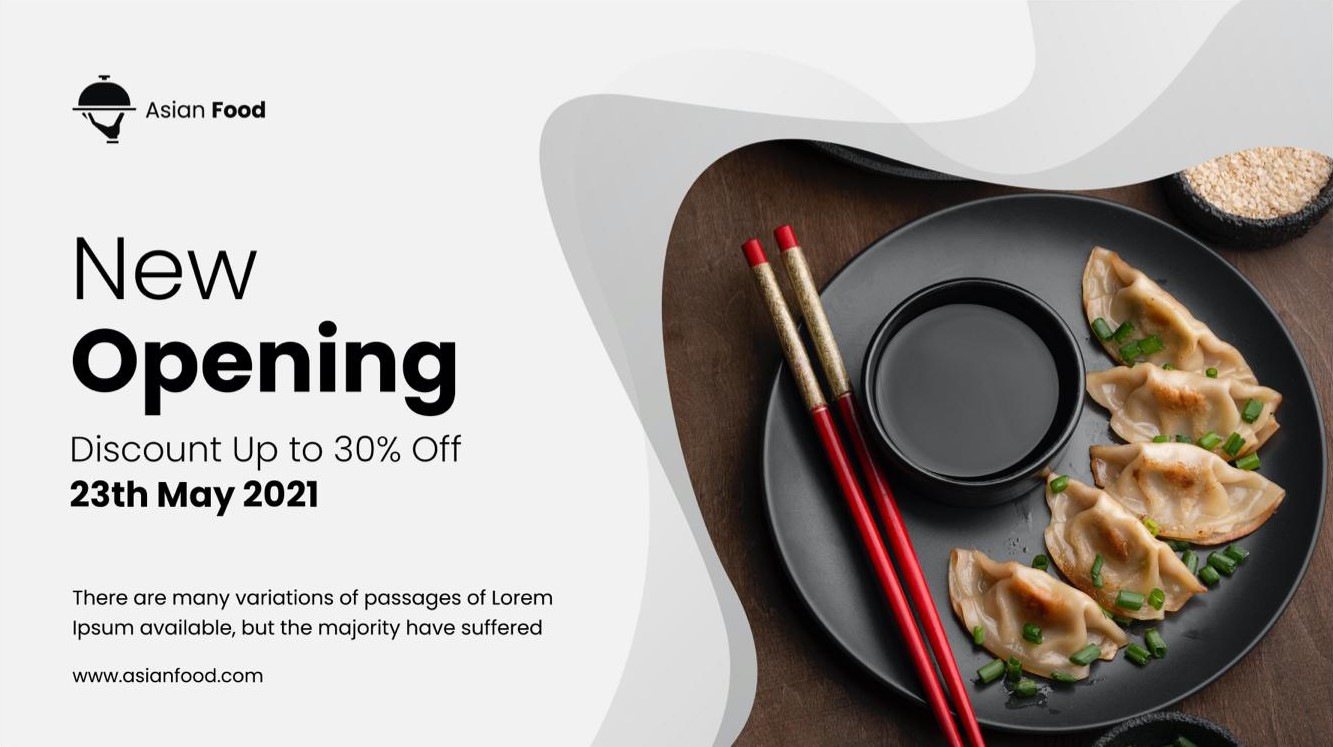 Asian Food
New
Opening
Discount Up to 30% Off
23th May 2021
There are many variations of passages of Lorem
Ipsum available, but the majority have suffered
www.asianfood.com